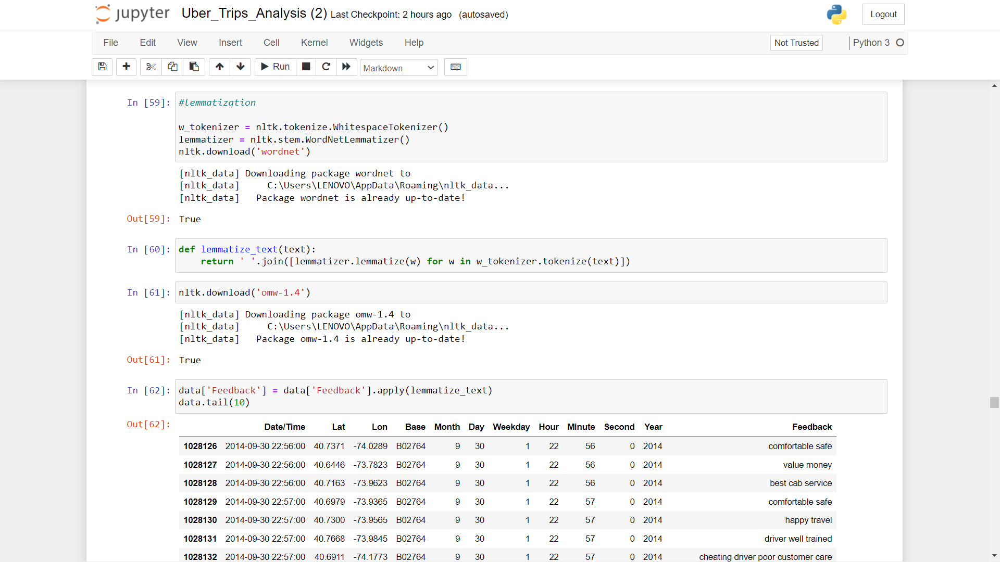 jupyter Uber_Trips_Analysis (2) Last Checkpoint: 2 hours ago (autosaved) Logout
File Edit View Insert Cell Kernel Widgets Help Not Trusted Python 3
Run Markdown
In [59]: #lemmatization
w_tokenizer = nltk.tokenize.WhitespaceTokenizer()
lemmatizer = nltk.stem.WordNetLemmatizer()
nltk.download('wordnet')
[nltk_data] Downloading package wordnet to
[nltk_data]     C:\Users\LENOVO\AppData\Roaming\nltk_data...
[nltk_data]   Package wordnet is already up-to-date!
Out[59]: True
In [60]: def lemmatize_text(text):
    return ' '.join([lemmatizer.lemmatize(w) for w in w_tokenizer.tokenize(text)])
In [61]: nltk.download('omw-1.4')
[nltk_data] Downloading package omw-1.4 to
[nltk_data]     C:\Users\LENOVO\AppData\Roaming\nltk_data...
[nltk_data]   Package omw-1.4 is already up-to-date!
Out[61]: True
In [62]: data['Feedback'] = data['Feedback'].apply(lemmatize_text)
data.tail(10)
Out[62]:
Date/Time Lat Lon Base Month Day Weekday Hour Minute Second Year Feedback
1028126 2014-09-30 22:56:00 40.7371 -74.0289 B02764 9 30 1 22 56 0 2014 comfortable safe
1028127 2014-09-30 22:56:00 40.6446 -73.7823 B02764 9 30 1 22 56 0 2014 value money
1028128 2014-09-30 22:56:00 40.7163 -73.9623 B02764 9 30 1 22 56 0 2014 best cab service
1028129 2014-09-30 22:57:00 40.6979 -73.9365 B02764 9 30 1 22 57 0 2014 comfortable safe
1028130 2014-09-30 22:57:00 40.7300 -73.9565 B02764 9 30 1 22 57 0 2014 happy travel
1028131 2014-09-30 22:57:00 40.7668 -73.9845 B02764 9 30 1 22 57 0 2014 driver well trained
1028132 2014-09-30 22:57:00 40.6911 -74.1773 B02764 9 30 1 22 57 0 2014 cheating driver poor customer care